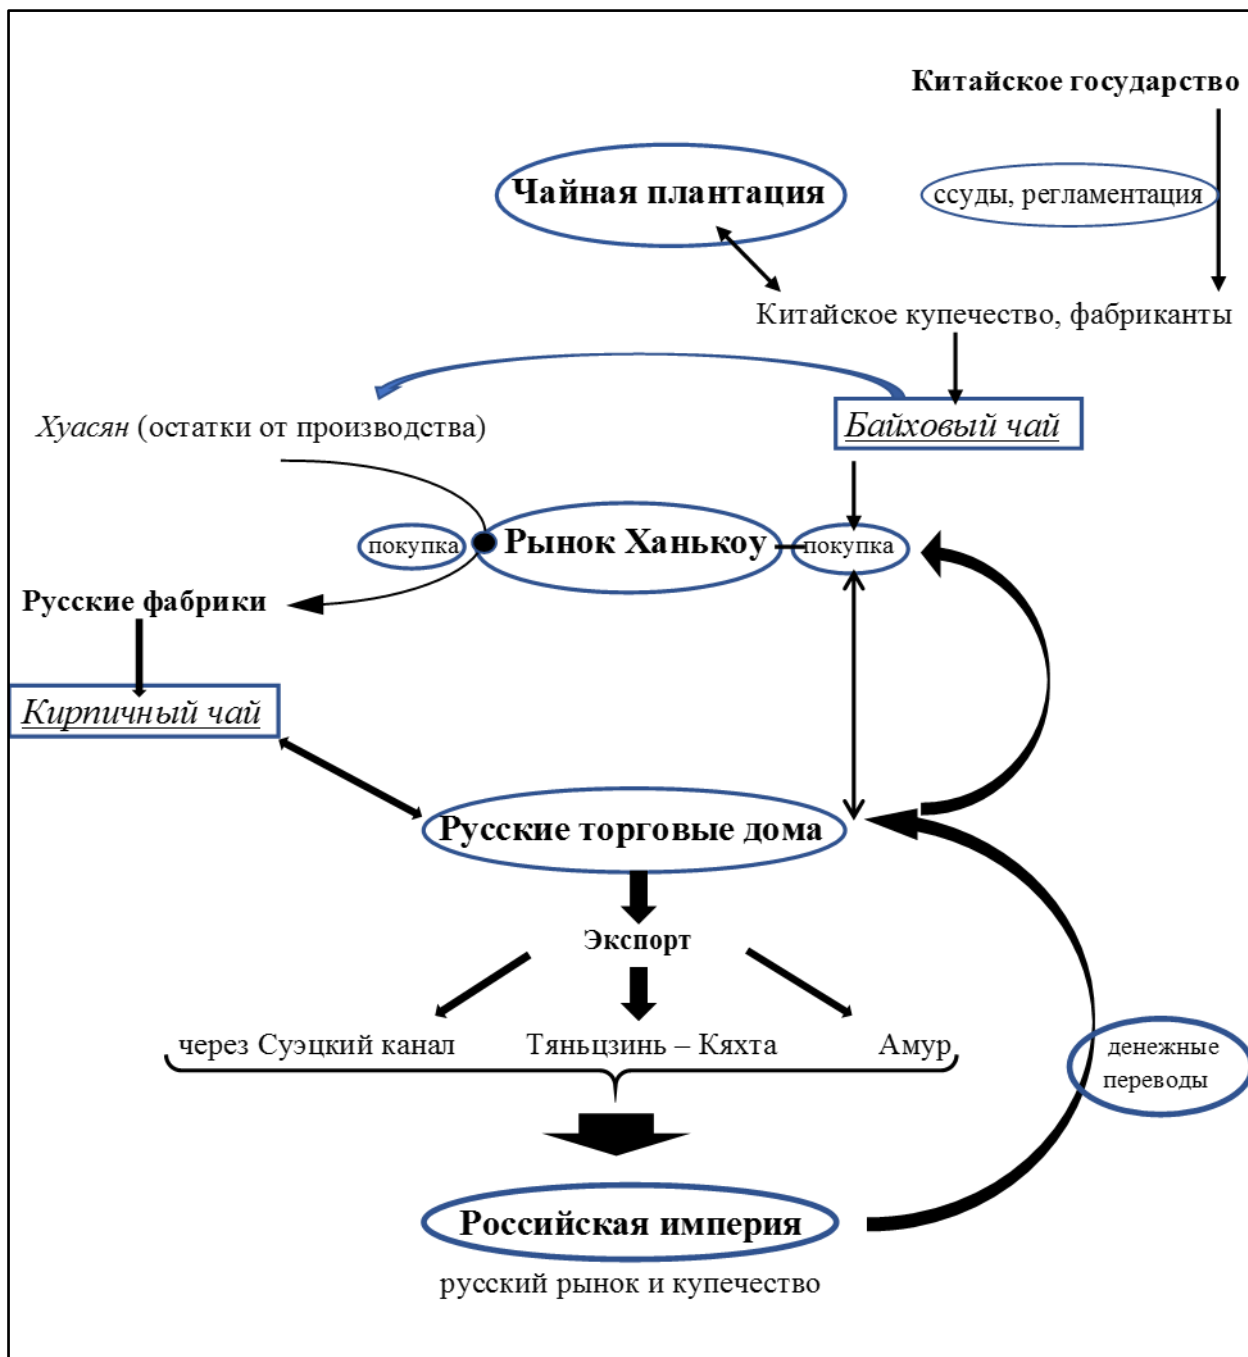 Китайское государство
Чайная плантация
ссуды, регламентация
Китайское купечество, фабриканты
Хуасян (остатки от производства)
Байховый чай
покупка
Рынок Ханькоу
покупка
Русские фабрики
Кирпичный чай
Русские торговые дома
Экспорт
через Суэцкий канал
Тяньцзинь – Кяхта
Амур
денежные
переводы
Российская империя
русский рынок и купечество